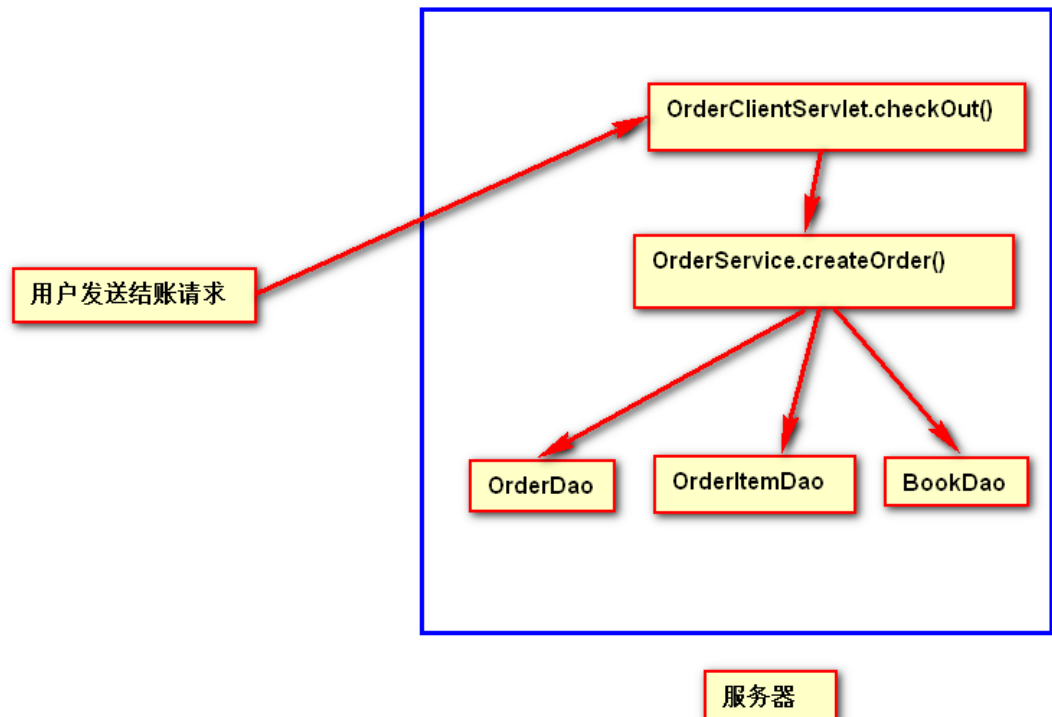 OrderClientServlet.checkOut()
OrderService.createOrder()
用户发送结账请求
OrderDao
OrderItemDao
BookDao
服务器